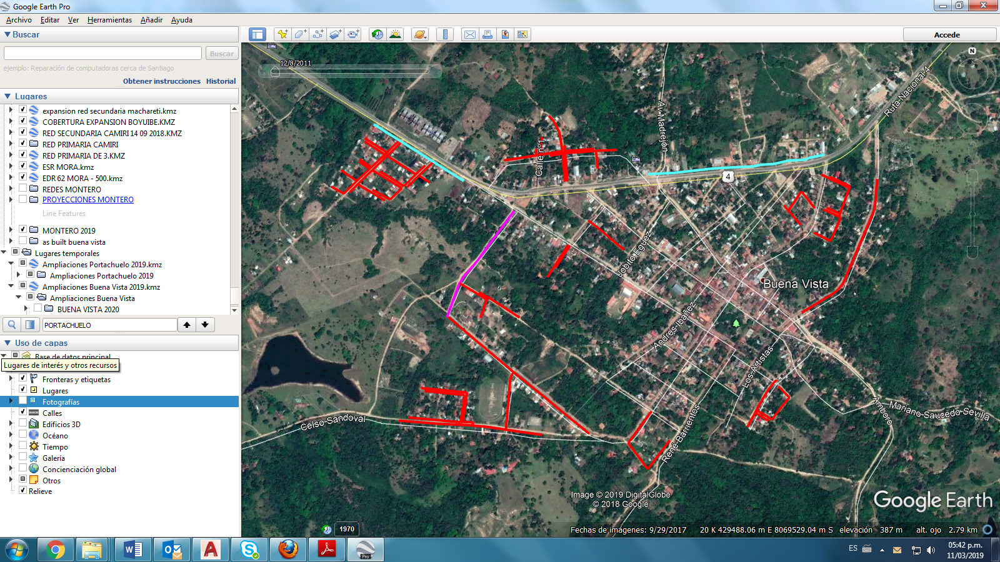 Google Earth Pro
Archivo Editar Ver Herramientas Añadir Ayuda
Buscar
Buscar
ejemplo: Reparación de computadoras cerca de Santiago
Obtener instrucciones Historial
Lugares
expansion red secundaria machareti.kmz
COBERTURA EXPANSION BOYUIBE.KMZ
RED SECUNDARIA CAMIRI 14 09 2018.KMZ
RED PRIMARIA CAMIRI
RED PRIMARIA DE 3.KMZ
ESR MORA.kmz
EDR 62 MORA - 500.kmz
REDES MONTERO
PROYECCIONES MONTERO
Line Features
MONTERO 2019
as built buena vista
Lugares temporales
Ampliaciones Portachuelo 2019.kmz
Ampliaciones Portachuelo 2019
Ampliaciones Buena Vista 2019.kmz
Ampliaciones Buena Vista
BUENA VISTA 2020
PORTACHUELO
Uso de capas
Base de datos principal
Lugares de interés y otros recursos
Fronteras y etiquetas
Lugares
Fotografías
Calles
Edificios 3D
Océano
Tiempo
Galería
Concienciación global
Otros
Relieve
Accede
12/8/2011
N
Ruta Nacional 4
Av Madrejón
Calle n°1
4
Jobito Eguez
Buena Vista
Andres Ibañez
Los Artistas
Amboro
Mariano Saucedo Sevilla
René Barrientos
Celso Sandoval
Image © 2019 DigitalGlobe
© 2018 Google
Google Earth
1970
Fechas de imágenes: 9/29/2017 20 K 429488.06 m E 8069529.04 m S elevación 387 m alt. ojo 2.79 km
Pro
ES
05:42 p.m.
11/03/2019